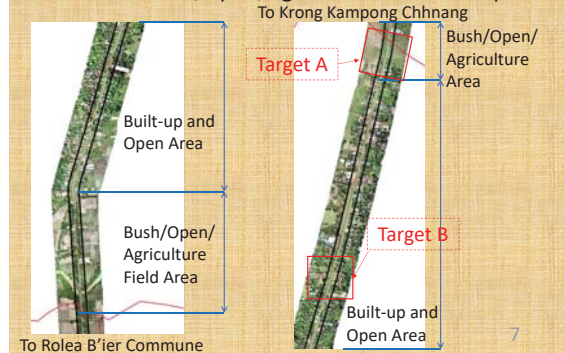 To Krong Kampong Chhnang
Target A
Bush/Open/
Agriculture
Area
Built-up and
Open Area
Bush/Open/
Agriculture
Field Area
Target B
Built-up and
Open Area
To Rolea B'ier Commune
7